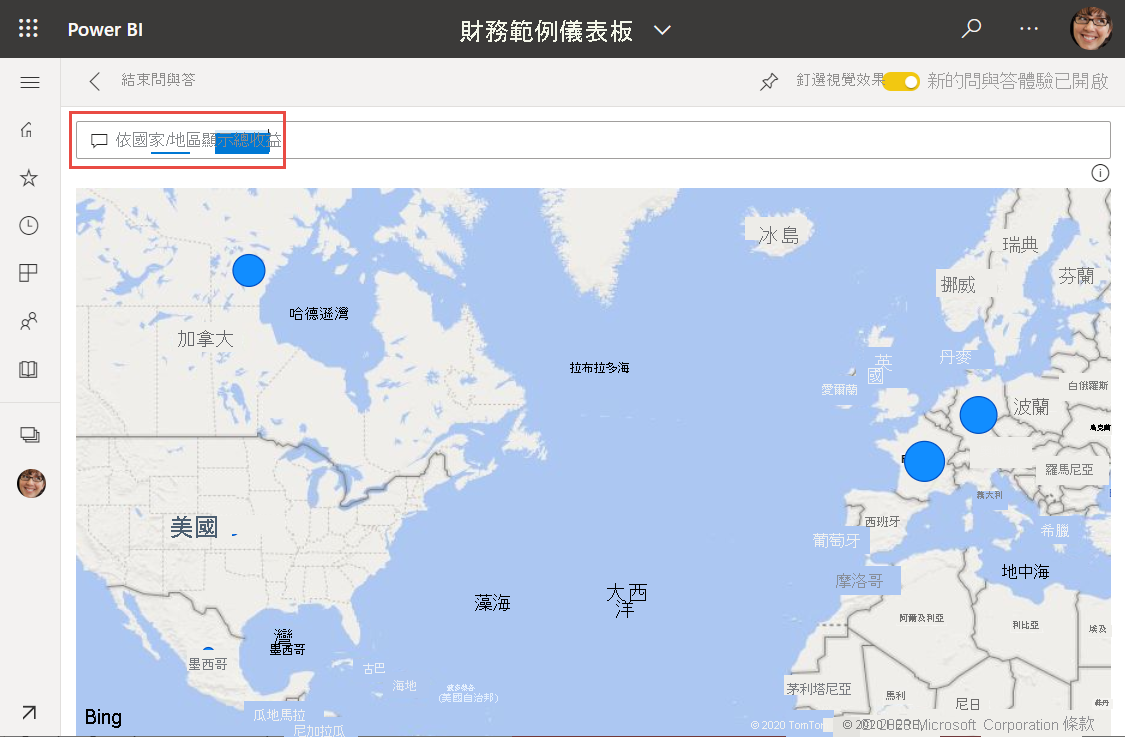 Power BI
財務範例儀表板
結束問與答
釘選視覺效果
新的問與答體驗已開啟
依國家/地區顯示總收益
冰島
瑞典
芬蘭
挪威
哈德遜灣
加拿大
拉布拉多海
英國
丹麥
愛爾蘭
白俄羅斯
波蘭
烏克蘭
羅馬尼亞
義大利
美國
西班牙
葡萄牙
希臘
地中海
摩洛哥
大西洋
藻海
阿爾及利亞
利比亞
埃及
灣
墨西哥
墨西哥
古巴
海地
(美國自治邦)
茅利塔尼亞
馬利
尼日
瓜地馬拉
尼加拉瓜
Bing
© 2020 TomTom
© 2020 HERE,
Microsoft Corporation 條款